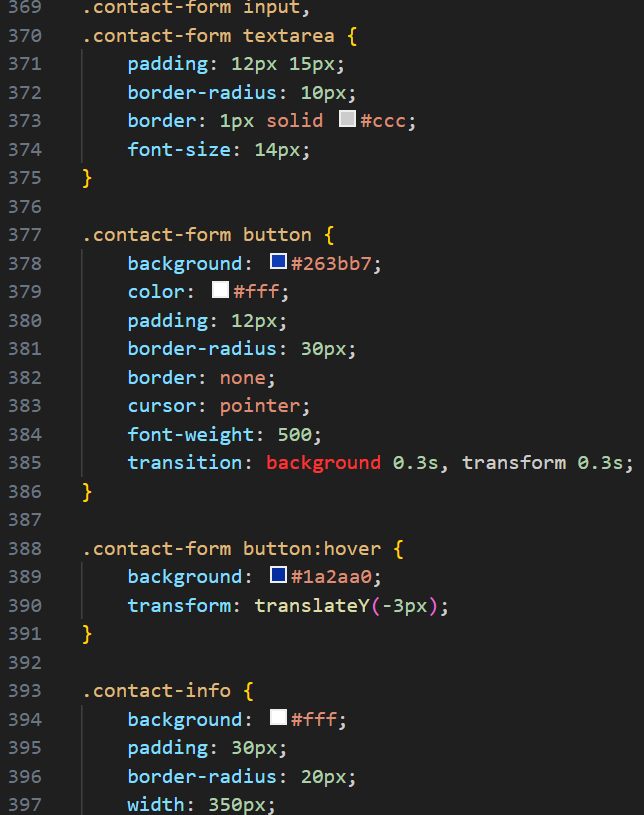 369 .contact-form input,
370 .contact-form textarea {
371 padding: 12px 15px;
372 border-radius: 10px;
373 border: 1px solid #ccc;
374 font-size: 14px;
375 }
376
377 .contact-form button {
378 background: #263bb7;
379 color: #fff;
380 padding: 12px;
381 border-radius: 30px;
382 border: none;
383 cursor: pointer;
384 font-weight: 500;
385 transition: background 0.3s, transform 0.3s;
386 }
387
388 .contact-form button:hover {
389 background: #1a2aa0;
390 transform: translateY(-3px);
391 }
392
393 .contact-info {
394 background: #fff;
395 padding: 30px;
396 border-radius: 20px;
397 width: 350px;